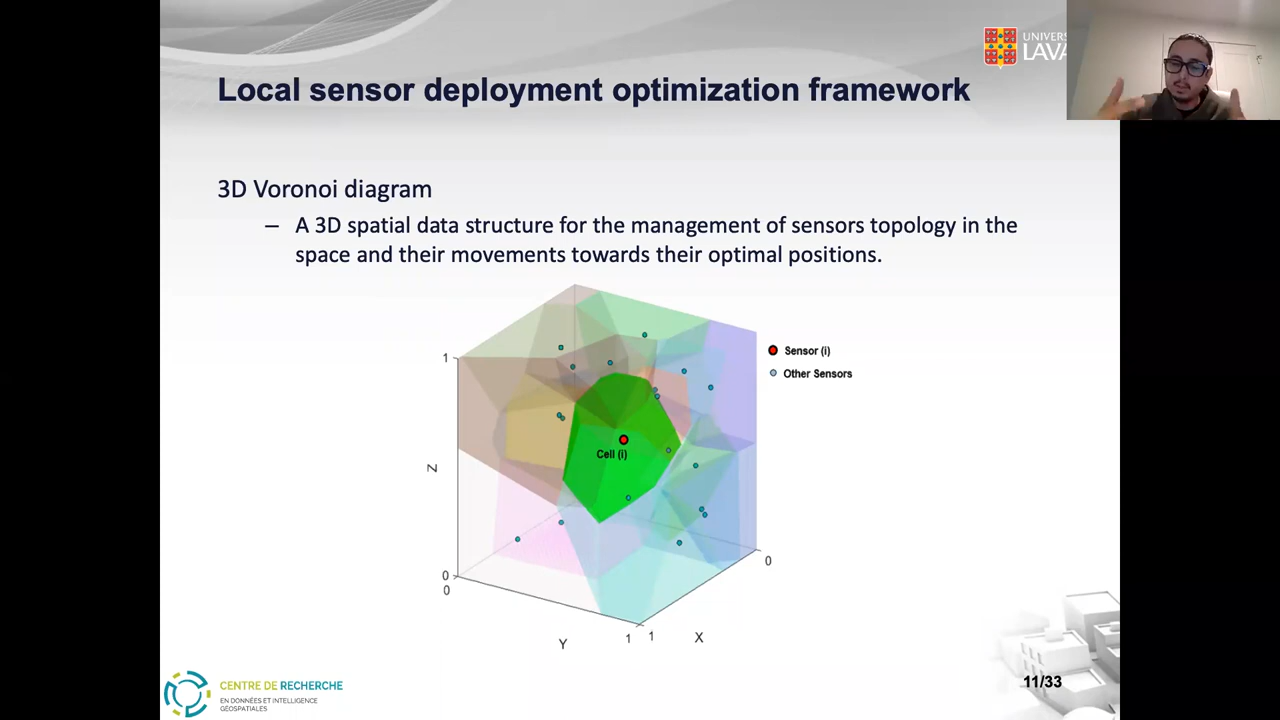 UNIVERS
LAVA
Local sensor deployment optimization framework
3D Voronoi diagram
– A 3D spatial data structure for the management of sensors topology in the
space and their movements towards their optimal positions.
Sensor (i)
Other Sensors
1
Cell (i)
Z
0
0
0
Y
1
1
X
11/33
CENTRE DE RECHERCHE
EN DONNÉES ET INTELLIGENCE
GÉOSPATIALES